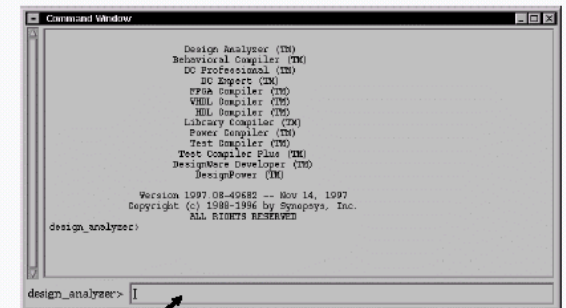 Command Window
Design Analyzer (TM)
Behavioral Compiler (TM)
DC Professional (TM)
DC Expert (TM)
FPGA Compiler (TM)
VHDL Compiler (TM)
HDL Compiler (TM)
Library Compiler (TM)
Power Compiler (TM)
Test Compiler (TM)
Test Compiler Plus (TM)
DesignWare Developer (TM)
DesignPower (TM)
Version 1997.08-49682 -- Nov 14, 1997
Copyright (c) 1988-1996 by Synopsys, Inc.
ALL RIGHTS RESERVED
design_analyzer>
design_analyzer>